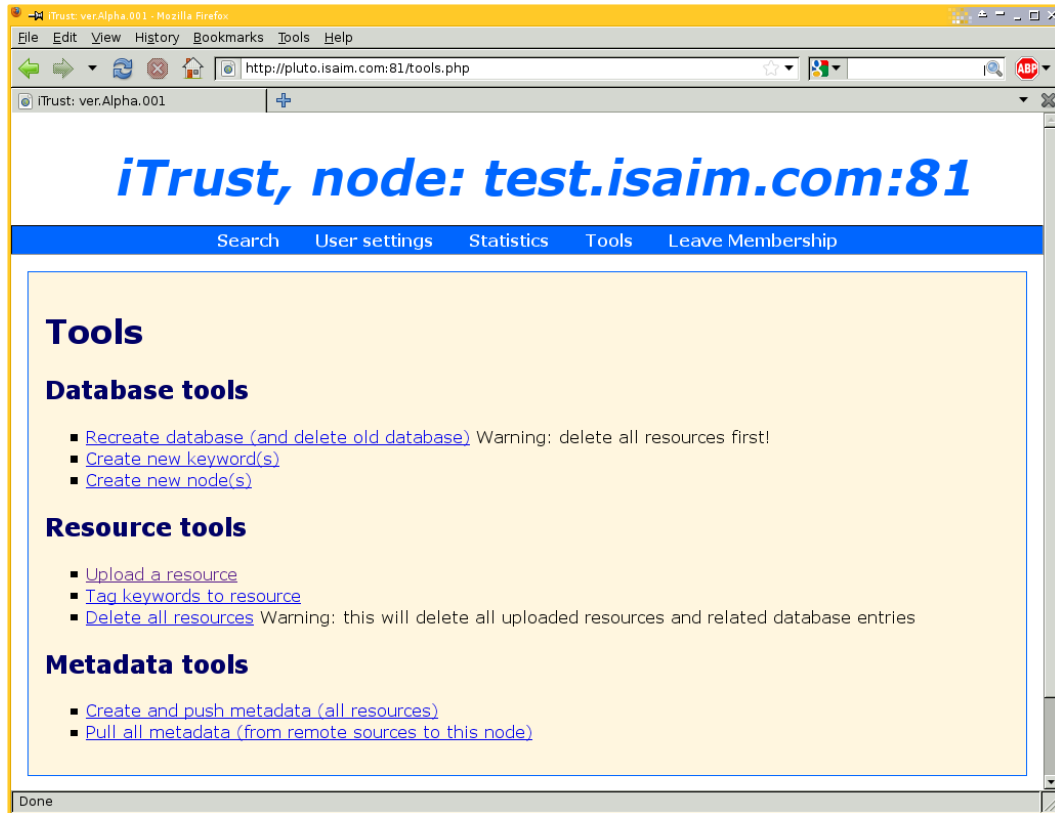 iTrust: ver.Alpha.001 - Mozilla Firefox
File Edit View History Bookmarks Tools Help
http://pluto.isaim.com:81/tools.php
ABP
iTrust: ver.Alpha.001
iTrust, node: test.isaim.com:81
Search User settings Statistics Tools Leave Membership
Tools
Database tools
Recreate database (and delete old database) Warning: delete all resources first!
Create new keyword(s)
Create new node(s)
Resource tools
Upload a resource
Tag keywords to resource
Delete all resources Warning: this will delete all uploaded resources and related database entries
Metadata tools
Create and push metadata (all resources)
Pull all metadata (from remote sources to this node)
Done